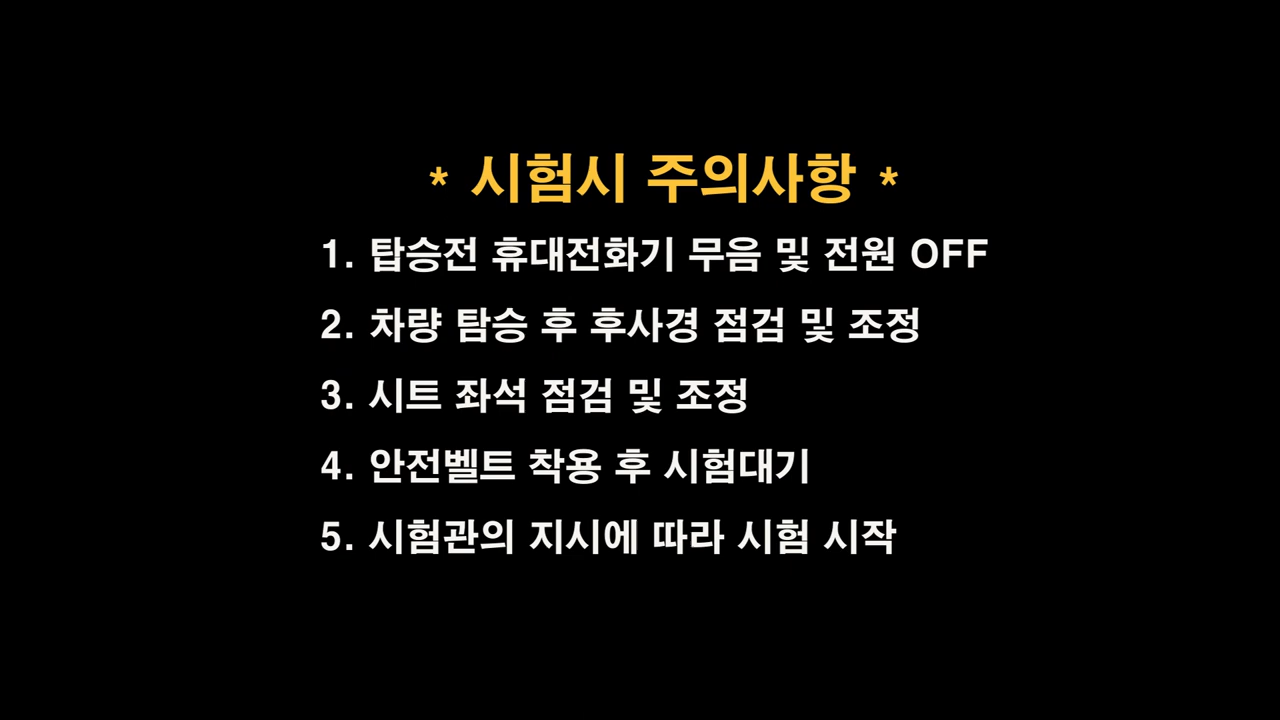 * 시험시 주의사항 *
1. 탑승전 휴대전화기 무음 및 전원 OFF
2. 차량 탐승 후 후사경 점검 및 조정
3. 시트 좌석 점검 및 조정
4. 안전벨트 착용 후 시험대기
5. 시험관의 지시에 따라 시험 시작